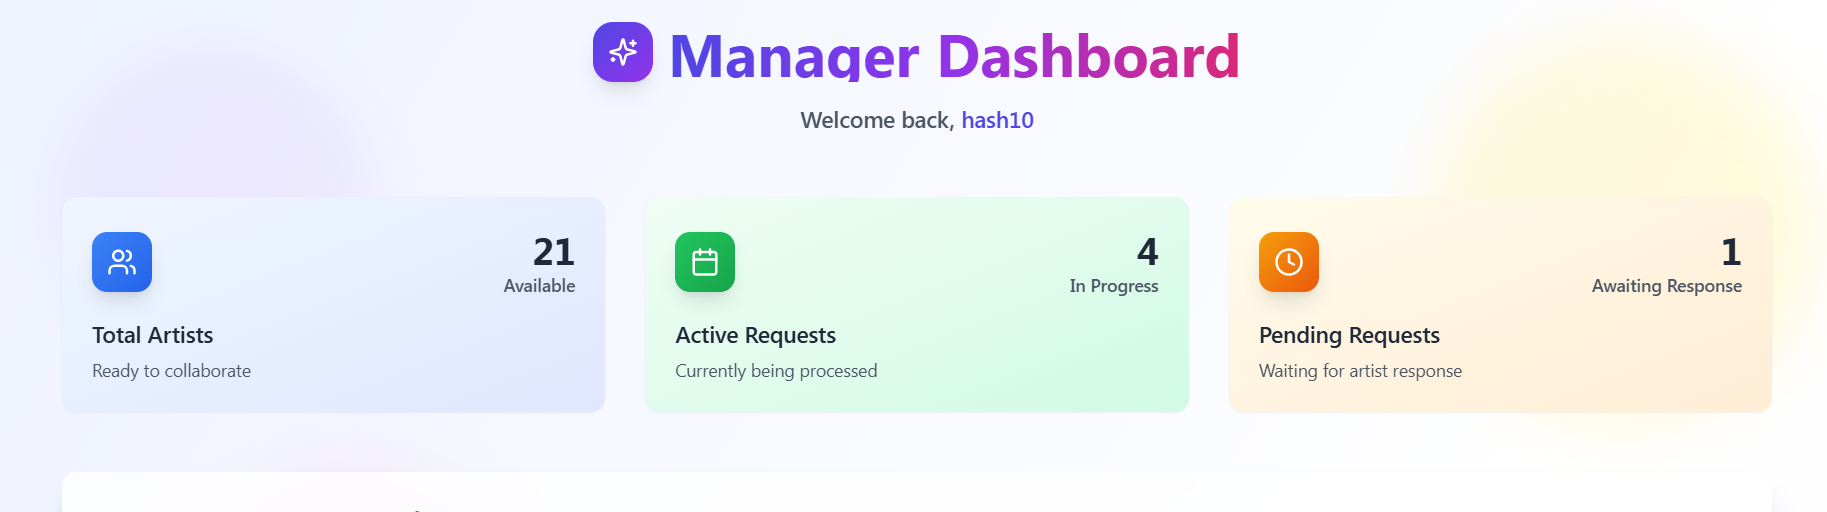 Manager Dashboard
Welcome back, hash10
21
Available
Total Artists
Ready to collaborate
4
In Progress
Active Requests
Currently being processed
1
Awaiting Response
Pending Requests
Waiting for artist response